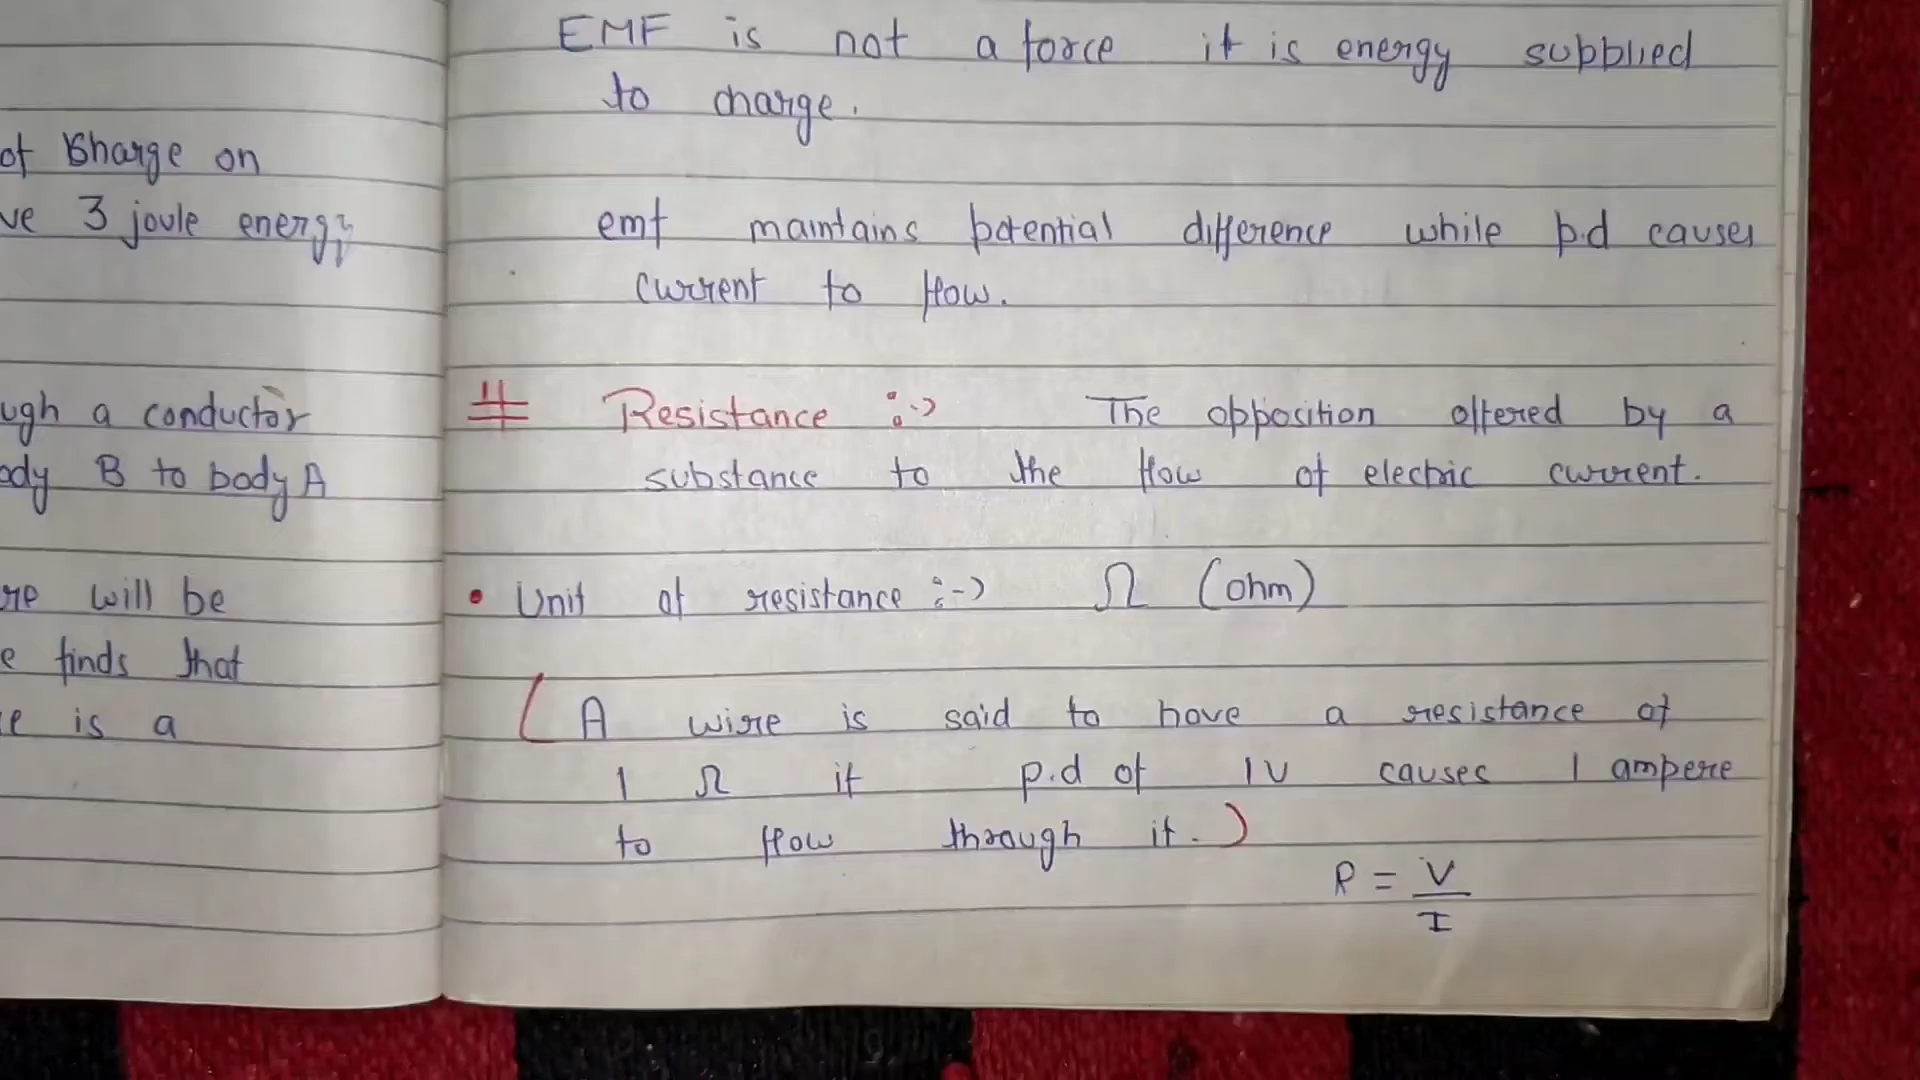 of charge on
ve 3 joule energy
ugh a conductor
ody B to body A
re will be
e finds that
e is a
EMF is not a force it is energy supplied
to charge.
emf maintains potential difference while p.d causes
current to flow.
# Resistance :-> The opposition offered by a
substance to the flow of electric current.
• Unit of resistance :-> Ω (ohm)
(A wire is said to have a resistance of
1 Ω if p.d of 1V causes 1 ampere
to flow through it.)
R = V
I